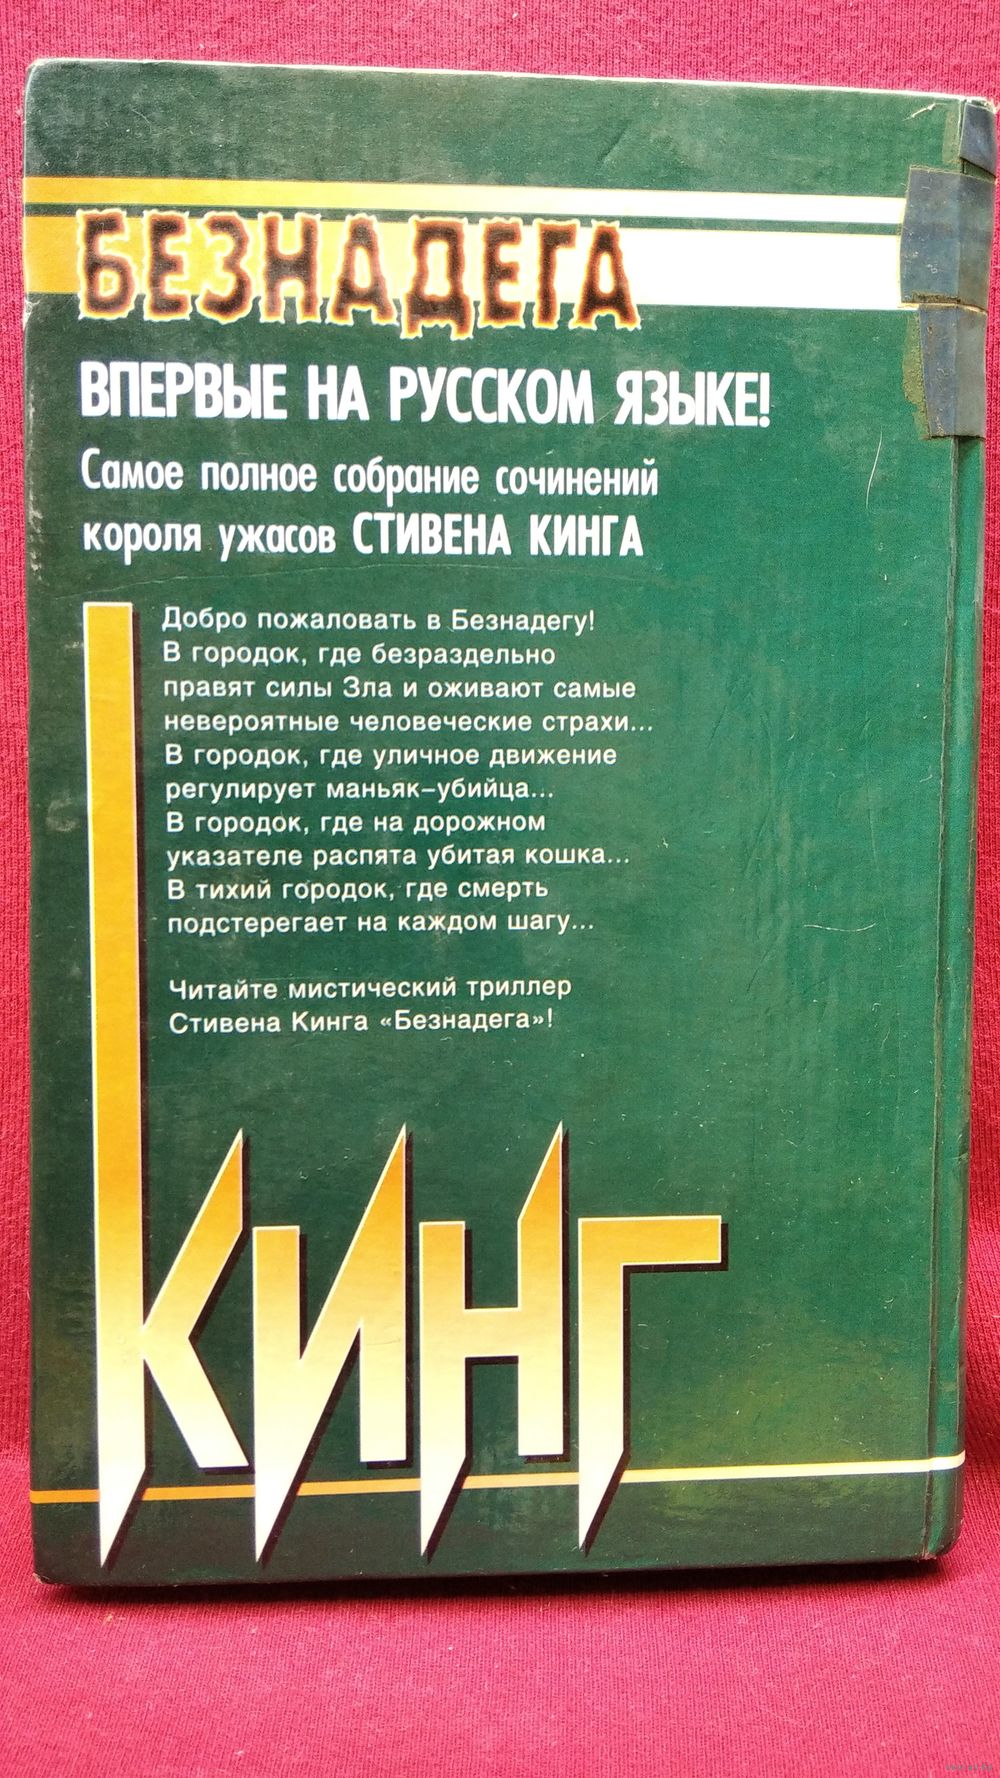 БЕЗНАДЕГА
ВПЕРВЫЕ НА РУССКОМ ЯЗЫКЕ!
Самое полное собрание сочинений
короля ужасов СТИВЕНА КИНГА
Добро пожаловать в Безнадегу!
В городок, где безраздельно
правят силы Зла и оживают самые
невероятные человеческие страхи...
В городок, где уличное движение
регулирует маньяк-убийца...
В городок, где на дорожном
указателе распята убитая кошка...
В тихий городок, где смерть
подстерегает на каждом шагу...
Читайте мистический триллер
Стивена Кинга «Безнадега»!
КИНГ